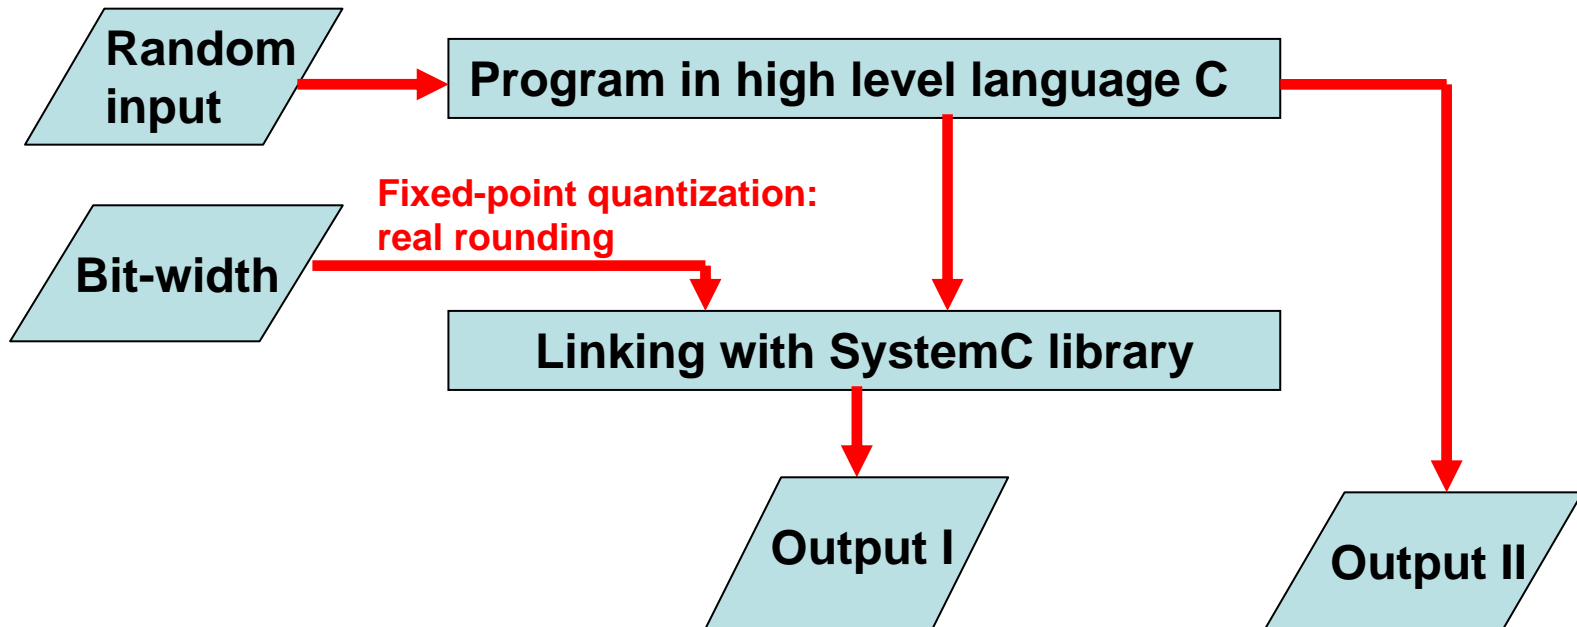 Random
input
Program in high level language C
Fixed-point quantization:
real rounding
Bit-width
Linking with SystemC library
Output I
Output II